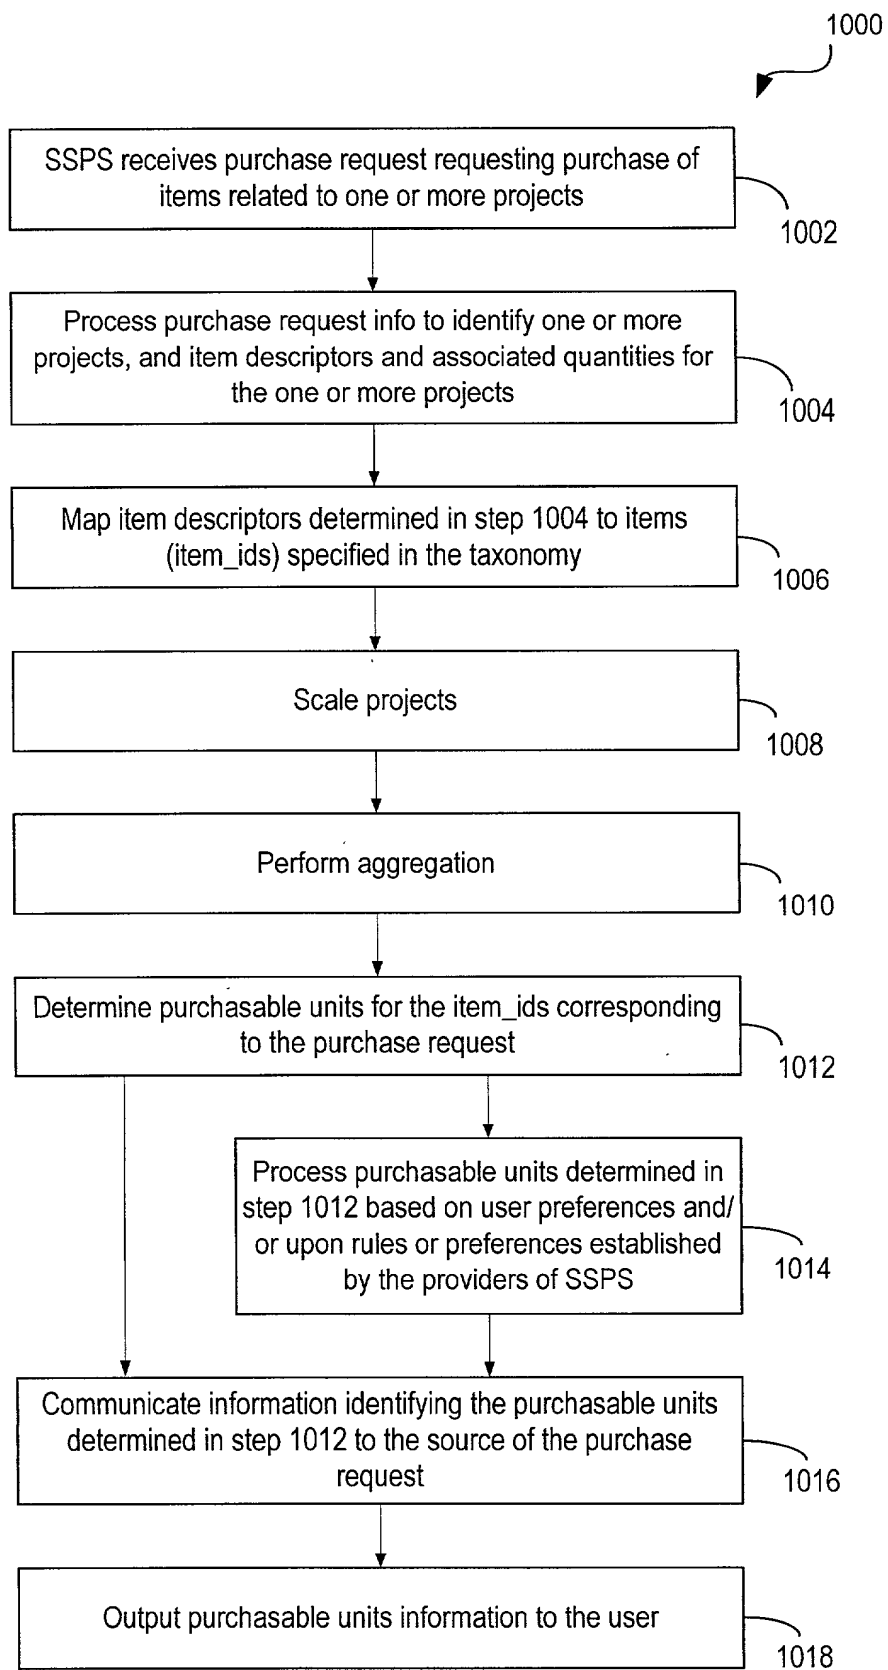 1000
SSPS receives purchase request requesting purchase of
items related to one or more projects
1002
Process purchase request info to identify one or more
projects, and item descriptors and associated quantities for
the one or more projects
1004
Map item descriptors determined in step 1004 to items
(item_ids) specified in the taxonomy
1006
Scale projects
1008
Perform aggregation
1010
Determine purchasable units for the item_ids corresponding
to the purchase request
1012
Process purchasable units determined in
step 1012 based on user preferences and/
or upon rules or preferences established
by the providers of SSPS
1014
Communicate information identifying the purchasable units
determined in step 1012 to the source of the purchase
request
1016
Output purchasable units information to the user
1018